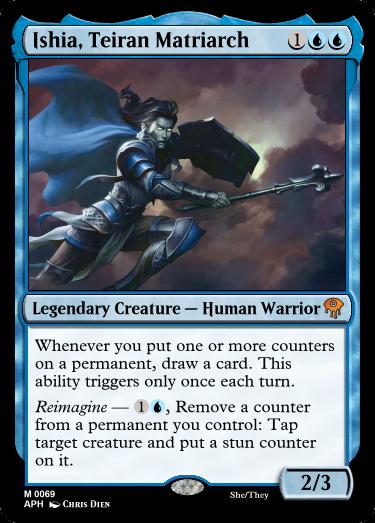 Ishia, Teiran Matriarch 1
Legendary Creature — Human Warrior
Whenever you put one or more counters
on a permanent, draw a card. This
ability triggers only once each turn.
Reimagine — 1, Remove a counter
from a permanent you control: Tap
target creature and put a stun counter
on it.
2/3
M 0069
She/They
APH Chris Dien